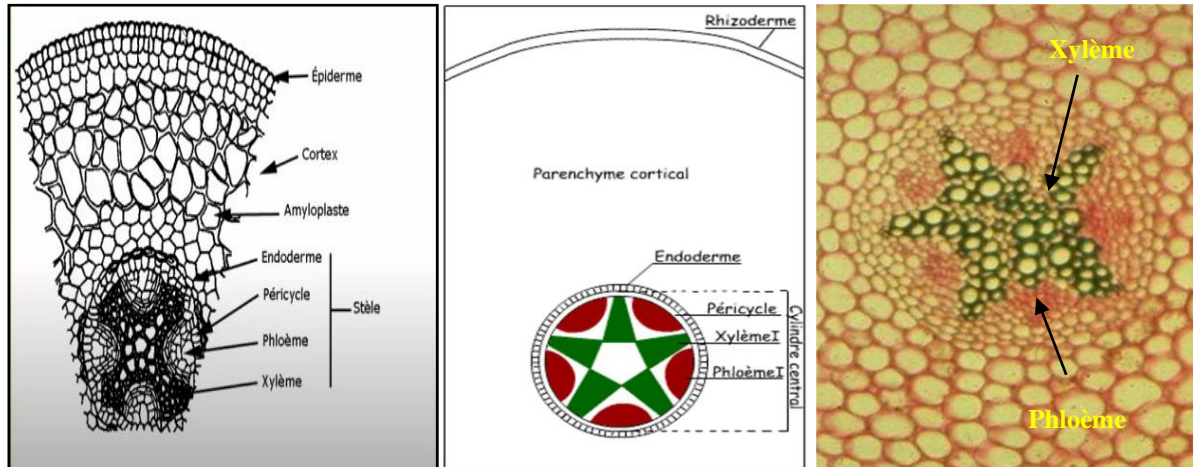 Épiderme
Cortex
Amyloplaste
Endoderme
Péricycle
Stèle
Phloème
Xylème
Rhizoderme
Parenchyme cortical
Endoderme
Péricycle
XylèmeI
PhloèmeI
Cylindre central
Xylème
Phloème